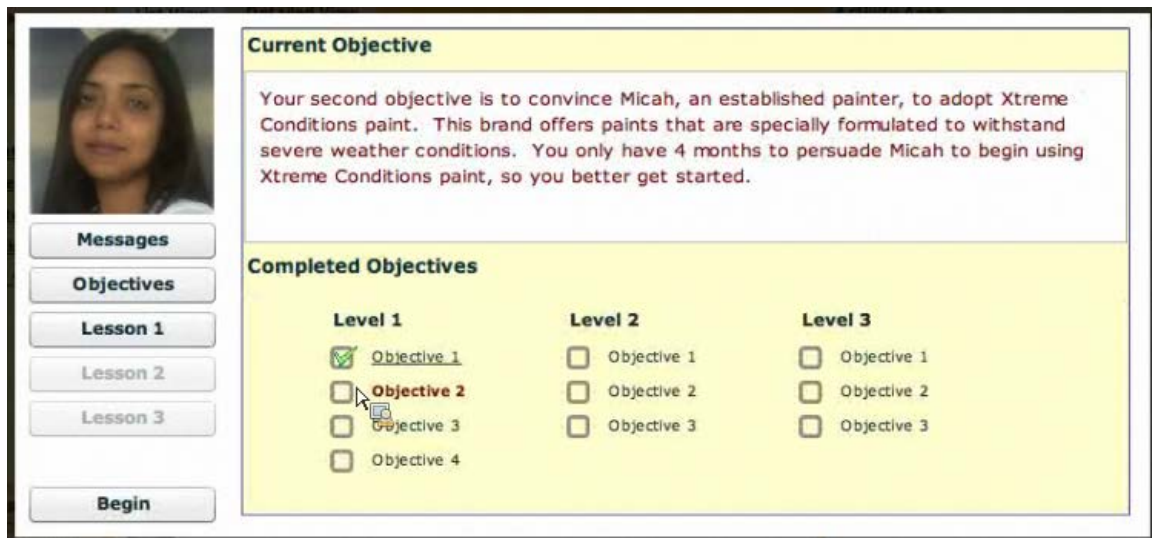 Current Objective
Your second objective is to convince Micah, an established painter, to adopt Xtreme
Conditions paint. This brand offers paints that are specially formulated to withstand
severe weather conditions. You only have 4 months to persuade Micah to begin using
Xtreme Conditions paint, so you better get started.
Messages
Objectives
Lesson 1
Lesson 2
Lesson 3
Begin
Completed Objectives
Level 1
Objective 1
Objective 2
Objective 3
Objective 4
Level 2
Objective 1
Objective 2
Objective 3
Level 3
Objective 1
Objective 2
Objective 3